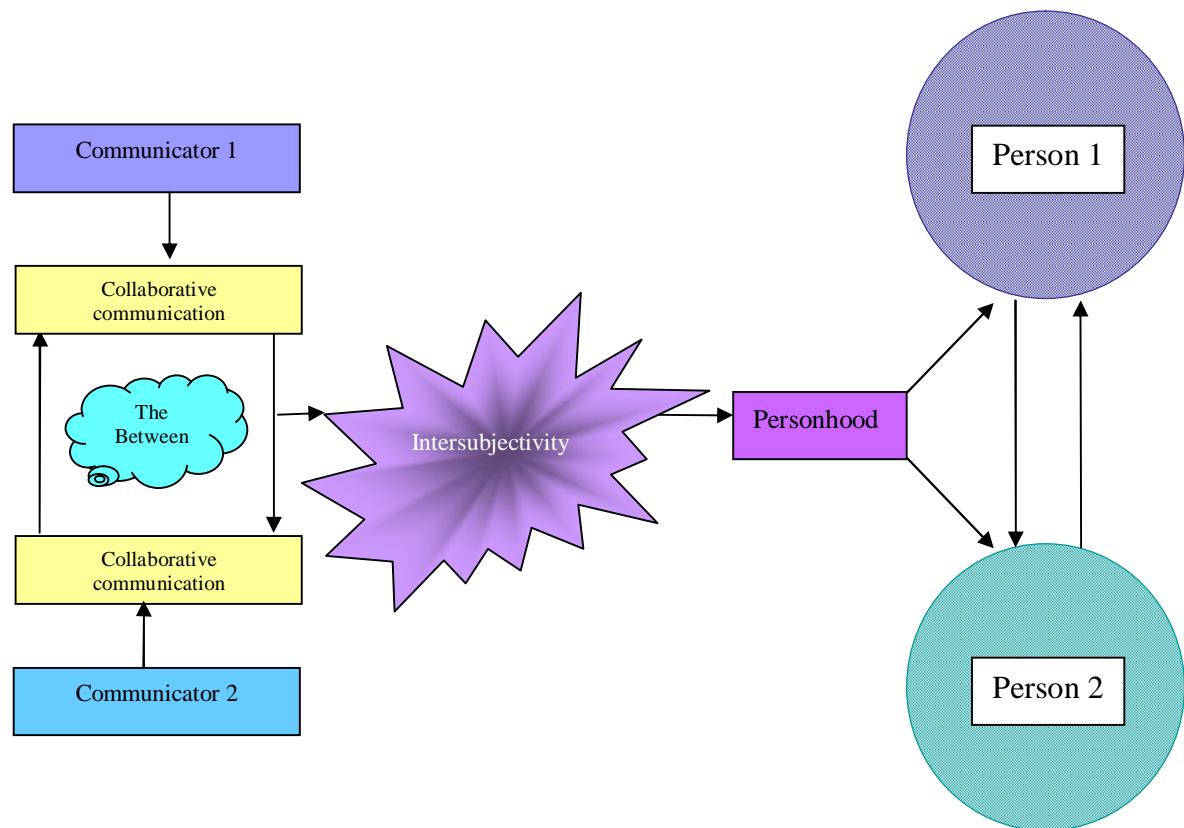 Communicator 1
Person 1
Collaborative
communication
The
Between
Intersubjectivity
Personhood
Collaborative
communication
Communicator 2
Person 2